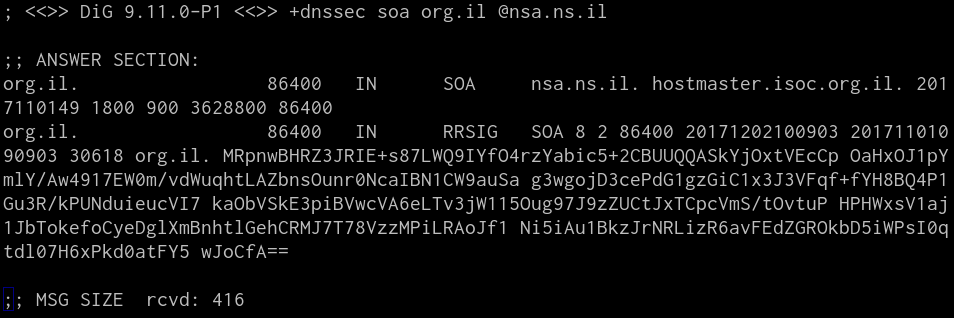 ; <<>> DiG 9.11.0-P1 <<>> +dnssec soa org.il @nsa.ns.il
;; ANSWER SECTION:
org.il. 86400 IN SOA nsa.ns.il. hostmaster.isoc.org.il. 201
7110149 1800 900 3628800 86400
org.il. 86400 IN RRSIG SOA 8 2 86400 20171202100903 201711010
90903 30618 org.il. MRpnwBHRZ3JRIE+s87LWQ9IYfO4rzYabic5+2CBUUQQASkYjOxtVEcCp OaHxOJ1pY
mlY/Aw4917EW0m/vdWuqhtLAZbnsOunr0NcaIBN1CW9auSa g3wgojD3cePdG1gzGiC1x3J3VFqf+fYH8BQ4P1
Gu3R/kPUNduieucVI7 kaObVSkE3piBVwcVA6eLTv3jW115Oug97J9zZUCtJxTCpcVmS/tOvtuP HPHWxsV1aj
1JbTokefoCyeDglXmBnhtlGehCRMJ7T78VzzMPiLRAoJf1 Ni5iAu1BkzJrNRLizR6avFEdZGROkbD5iWPsI0q
tdl07H6xPkd0atFY5 wJoCfA==
;; MSG SIZE rcvd: 416